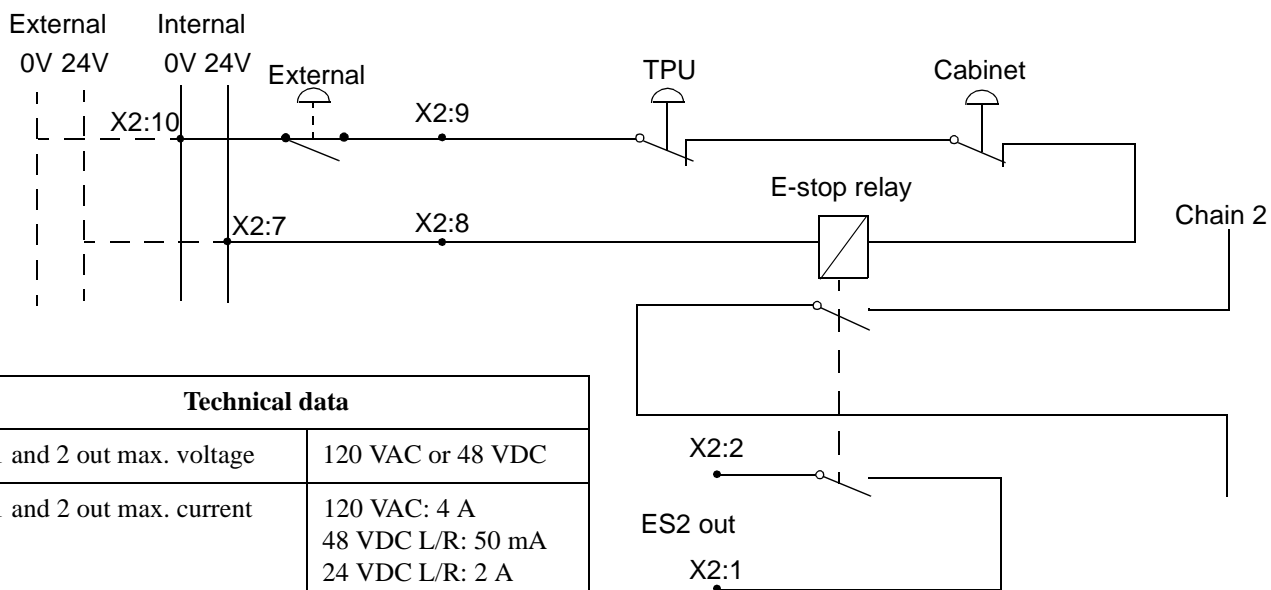 External Internal
0V 24V 0V 24V
External
TPU
Cabinet
X2:10
X2:9
E-stop relay
X2:7
X2:8
Chain 2
Technical data
and 2 out max. voltage
120 VAC or 48 VDC
and 2 out max. current
120 VAC: 4 A
48 VDC L/R: 50 mA
24 VDC L/R: 2 A
X2:2
ES2 out
X2:1